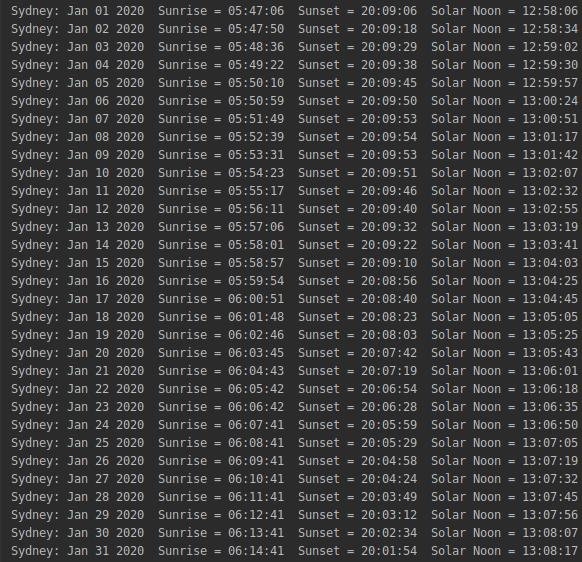 Sydney: Jan 01 2020  Sunrise = 05:47:06  Sunset = 20:09:06  Solar Noon = 12:58:06
Sydney: Jan 02 2020  Sunrise = 05:47:50  Sunset = 20:09:18  Solar Noon = 12:58:34
Sydney: Jan 03 2020  Sunrise = 05:48:36  Sunset = 20:09:29  Solar Noon = 12:59:02
Sydney: Jan 04 2020  Sunrise = 05:49:22  Sunset = 20:09:38  Solar Noon = 12:59:30
Sydney: Jan 05 2020  Sunrise = 05:50:10  Sunset = 20:09:45  Solar Noon = 12:59:57
Sydney: Jan 06 2020  Sunrise = 05:50:59  Sunset = 20:09:50  Solar Noon = 13:00:24
Sydney: Jan 07 2020  Sunrise = 05:51:49  Sunset = 20:09:53  Solar Noon = 13:00:51
Sydney: Jan 08 2020  Sunrise = 05:52:39  Sunset = 20:09:54  Solar Noon = 13:01:17
Sydney: Jan 09 2020  Sunrise = 05:53:31  Sunset = 20:09:53  Solar Noon = 13:01:42
Sydney: Jan 10 2020  Sunrise = 05:54:23  Sunset = 20:09:51  Solar Noon = 13:02:07
Sydney: Jan 11 2020  Sunrise = 05:55:17  Sunset = 20:09:46  Solar Noon = 13:02:32
Sydney: Jan 12 2020  Sunrise = 05:56:11  Sunset = 20:09:40  Solar Noon = 13:02:55
Sydney: Jan 13 2020  Sunrise = 05:57:06  Sunset = 20:09:32  Solar Noon = 13:03:19
Sydney: Jan 14 2020  Sunrise = 05:58:01  Sunset = 20:09:22  Solar Noon = 13:03:41
Sydney: Jan 15 2020  Sunrise = 05:58:57  Sunset = 20:09:10  Solar Noon = 13:04:03
Sydney: Jan 16 2020  Sunrise = 05:59:54  Sunset = 20:08:56  Solar Noon = 13:04:25
Sydney: Jan 17 2020  Sunrise = 06:00:51  Sunset = 20:08:40  Solar Noon = 13:04:45
Sydney: Jan 18 2020  Sunrise = 06:01:48  Sunset = 20:08:23  Solar Noon = 13:05:05
Sydney: Jan 19 2020  Sunrise = 06:02:46  Sunset = 20:08:03  Solar Noon = 13:05:25
Sydney: Jan 20 2020  Sunrise = 06:03:45  Sunset = 20:07:42  Solar Noon = 13:05:43
Sydney: Jan 21 2020  Sunrise = 06:04:43  Sunset = 20:07:19  Solar Noon = 13:06:01
Sydney: Jan 22 2020  Sunrise = 06:05:42  Sunset = 20:06:54  Solar Noon = 13:06:18
Sydney: Jan 23 2020  Sunrise = 06:06:42  Sunset = 20:06:28  Solar Noon = 13:06:35
Sydney: Jan 24 2020  Sunrise = 06:07:41  Sunset = 20:05:59  Solar Noon = 13:06:50
Sydney: Jan 25 2020  Sunrise = 06:08:41  Sunset = 20:05:29  Solar Noon = 13:07:05
Sydney: Jan 26 2020  Sunrise = 06:09:41  Sunset = 20:04:58  Solar Noon = 13:07:19
Sydney: Jan 27 2020  Sunrise = 06:10:41  Sunset = 20:04:24  Solar Noon = 13:07:32
Sydney: Jan 28 2020  Sunrise = 06:11:41  Sunset = 20:03:49  Solar Noon = 13:07:45
Sydney: Jan 29 2020  Sunrise = 06:12:41  Sunset = 20:03:12  Solar Noon = 13:07:56
Sydney: Jan 30 2020  Sunrise = 06:13:41  Sunset = 20:02:34  Solar Noon = 13:08:07
Sydney: Jan 31 2020  Sunrise = 06:14:41  Sunset = 20:01:54  Solar Noon = 13:08:17